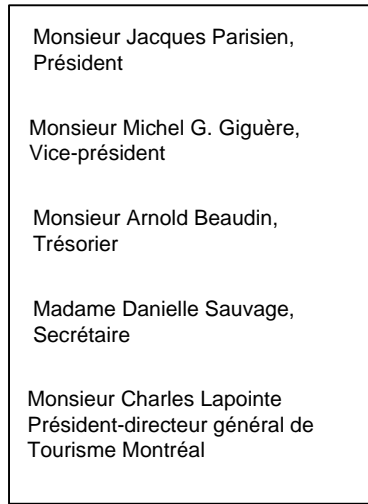 Monsieur Jacques Parisien,
Président
Monsieur Michel G. Giguère,
Vice-président
Monsieur Arnold Beaudin,
Trésorier
Madame Danielle Sauvage,
Secrétaire
Monsieur Charles Lapointe
Président-directeur général de
Tourisme Montréal